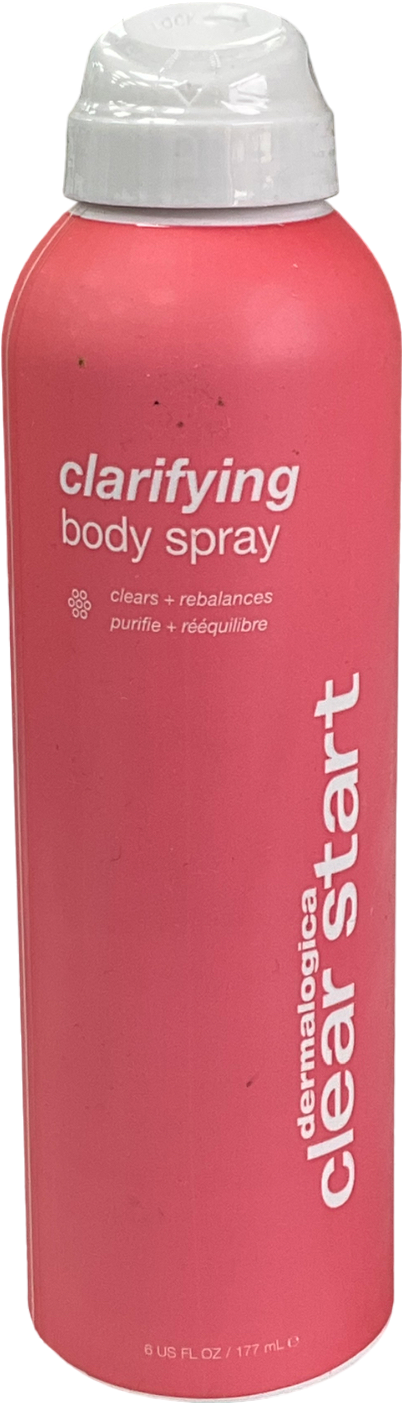 clarifying
body spray
clears + rebalances
purifie + rééquilibre
dermalogica
clear start
6 US FL OZ / 177 mL ℮